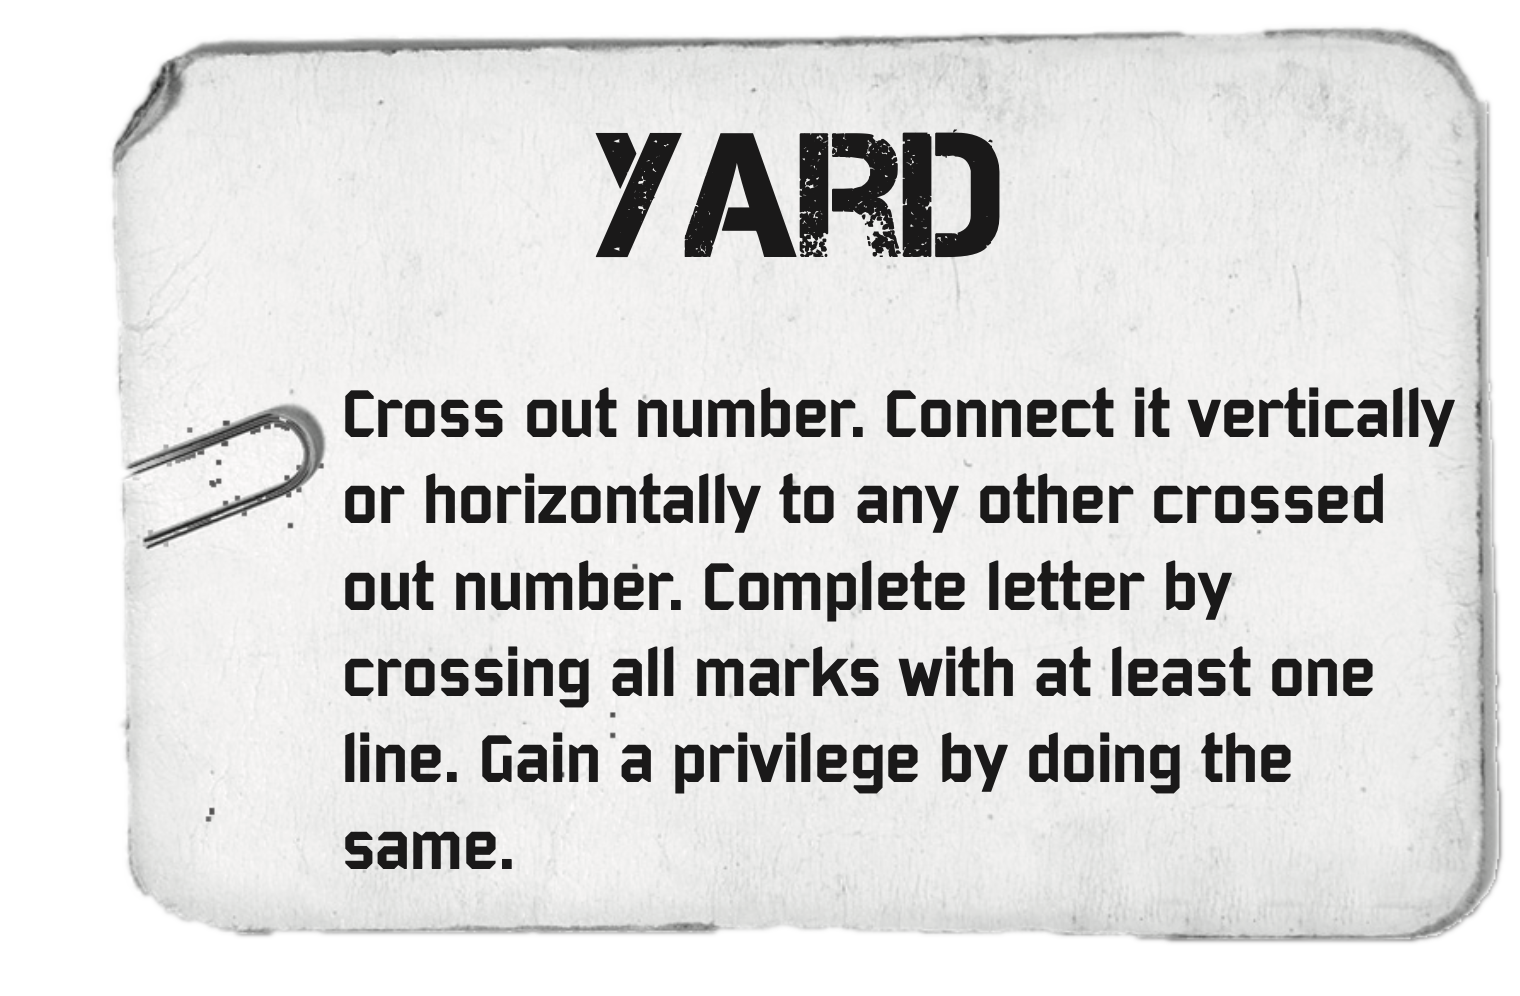 YARD
Cross out number. Connect it vertically
or horizontally to any other crossed
out number. Complete letter by
crossing all marks with at least one
line. Gain a privilege by doing the
same.